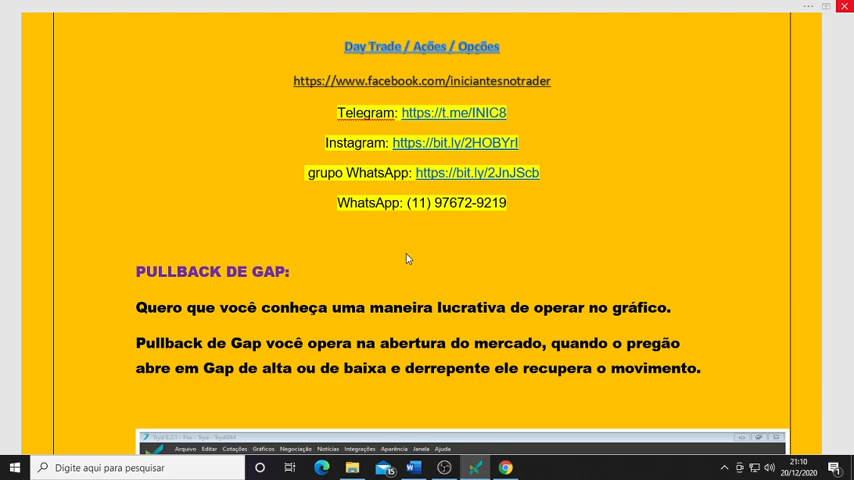 Day Trade / Ações / Opções
https://www.facebook.com/iniciantesnotrader
Telegram: https://t.me/INIC8
Instagram: https://bit.ly/2HOBYrI
grupo WhatsApp: https://bit.ly/2JnJScb
WhatsApp: (11) 97672-9219
PULLBACK DE GAP:
Quero que você conheça uma maneira lucrativa de operar no gráfico.
Pullback de Gap você opera na abertura do mercado, quando o pregão
abre em Gap de alta ou de baixa e derrepente ele recupera o movimento.
Arquivo Editar Cotações Gráficos Negociação Notícias Integrações Aparência Janela Ajuda
Digite aqui para pesquisar
15
21:10
20/12/2020
1